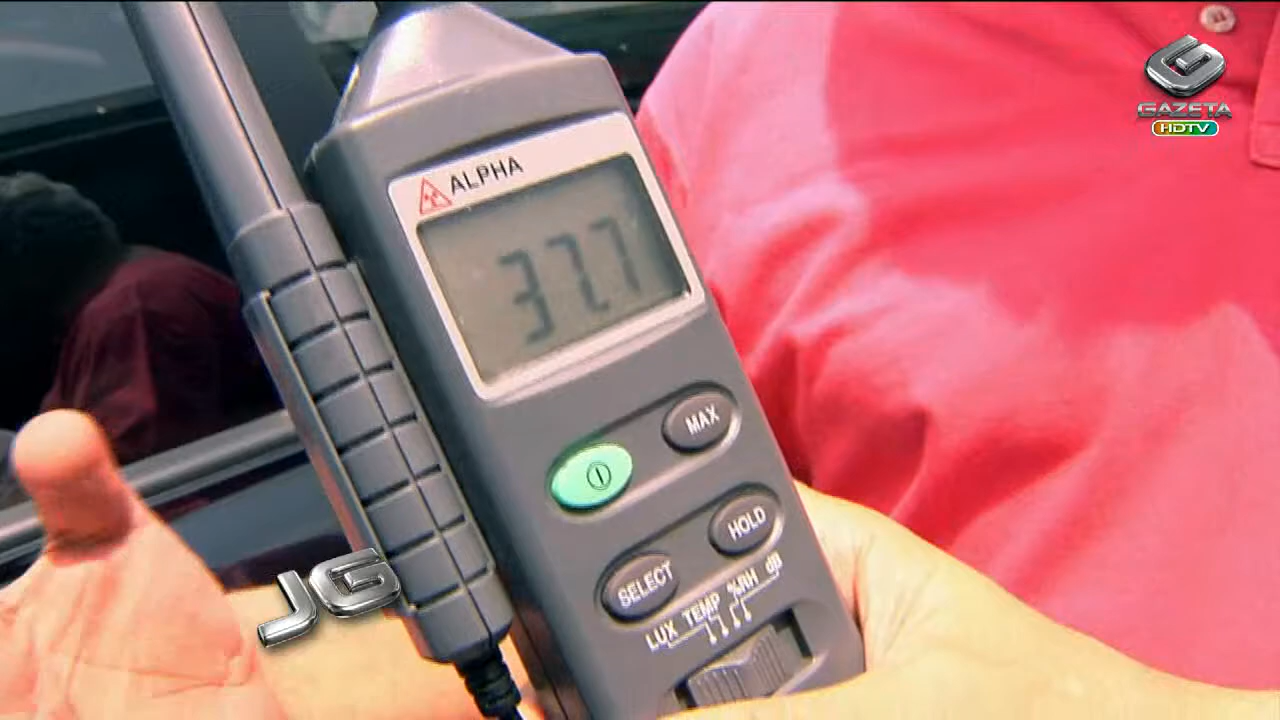 GAZETA
HDTV
ALPHA
37.7
MAX
HOLD
SELECT
LUX TEMP %RH dB
JG